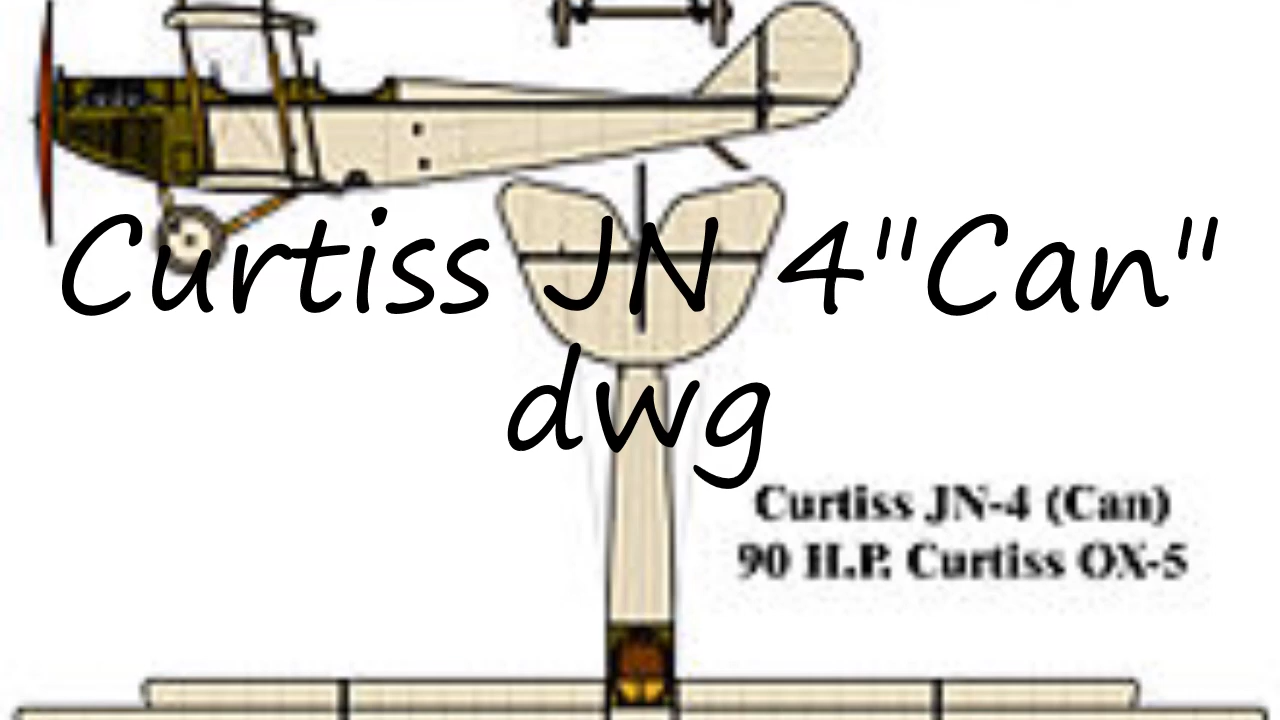 Curtiss JN 4"Can"
dwg
Curtiss JN-4 (Can)
90 H.P. Curtiss OX-5